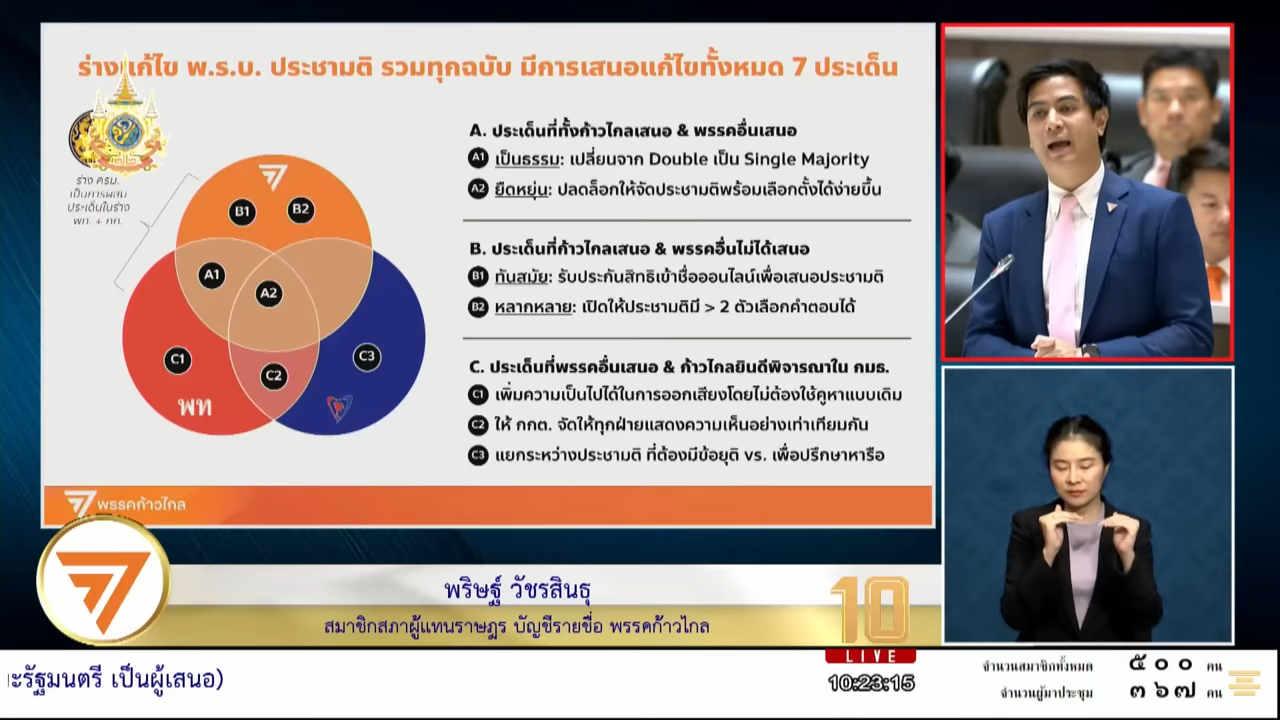 ร่างแก้ไข พ.ร.บ. ประชามติ รวมทุกฉบับ มีการเสนอแก้ไขทั้งหมด 7 ประเด็น
ร่าง ครม.
เป็นการผสม
ประเด็นในร่าง
พท. + กก.
B1
B2
A1
A2
C1
C2
C3
พท
A. ประเด็นที่ทั้งก้าวไกลเสนอ & พรรคอื่นเสนอ
A1 เป็นธรรม: เปลี่ยนจาก Double เป็น Single Majority
A2 ยืดหยุ่น: ปลดล็อกให้จัดประชามติพร้อมเลือกตั้งได้ง่ายขึ้น
B. ประเด็นที่ก้าวไกลเสนอ & พรรคอื่นไม่ได้เสนอ
B1 ทันสมัย: รับประกันสิทธิเข้าชื่อออนไลน์เพื่อเสนอประชามติ
B2 หลากหลาย: เปิดให้ประชามติมี > 2 ตัวเลือกคำตอบได้
C. ประเด็นที่พรรคอื่นเสนอ & ก้าวไกลยินดีพิจารณาใน กมธ.
C1 เพิ่มความเป็นไปได้ในการออกเสียงโดยไม่ต้องใช้คูหาแบบเดิม
C2 ให้ กกต. จัดให้ทุกฝ่ายแสดงความเห็นอย่างเท่าเทียมกัน
C3 แยกระหว่างประชามติ ที่ต้องมีข้อยุติ vs. เพื่อปรึกษาหารือ
พรรคก้าวไกล
พริษฐ์ วัชรสินธุ
สมาชิกสภาผู้แทนราษฎร บัญชีรายชื่อ พรรคก้าวไกล
10
LIVE
10:23:15
ะรัฐมนตรี เป็นผู้เสนอ)
จำนวนสมาชิกทั้งหมด ๕๐๐ คน
จำนวนผู้มาประชุม ๓๖๗ คน